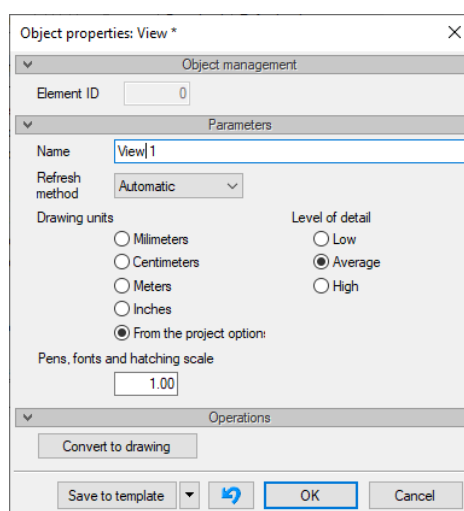 Object properties: View *
Object management
Element ID 0
Parameters
Name View 1
Refresh method Automatic
Drawing units Level of detail
Milimeters Low
Centimeters Average
Meters High
Inches
From the project option
Pens, fonts and hatching scale
1.00
Operations
Convert to drawing
Save to template OK Cancel